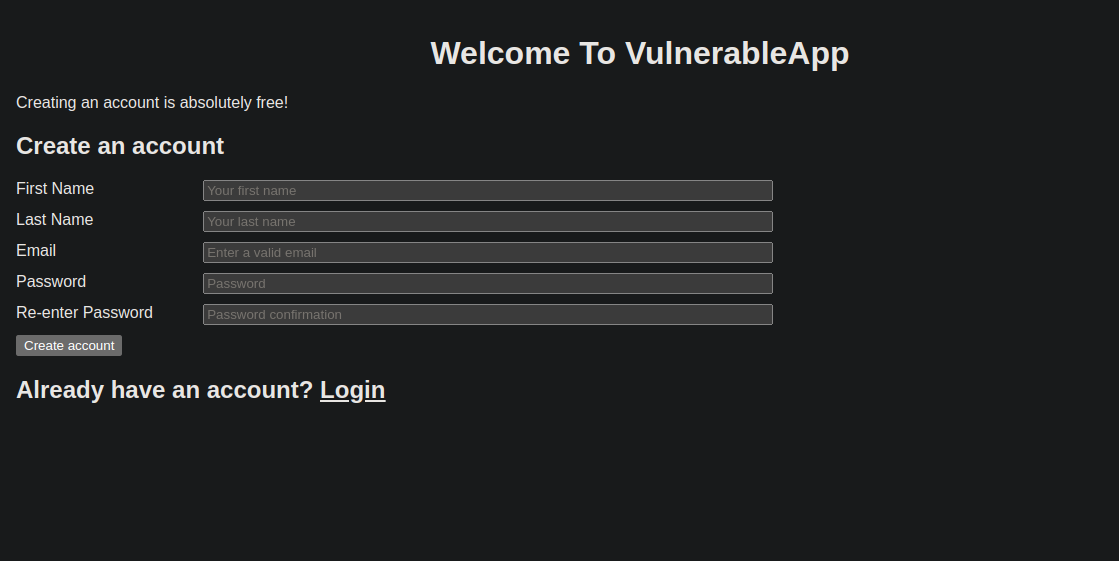 Welcome To VulnerableApp
Creating an account is absolutely free!
Create an account
First Name Your first name
Last Name Your last name
Email Enter a valid email
Password Password
Re-enter Password Password confirmation
Create account
Already have an account? Login